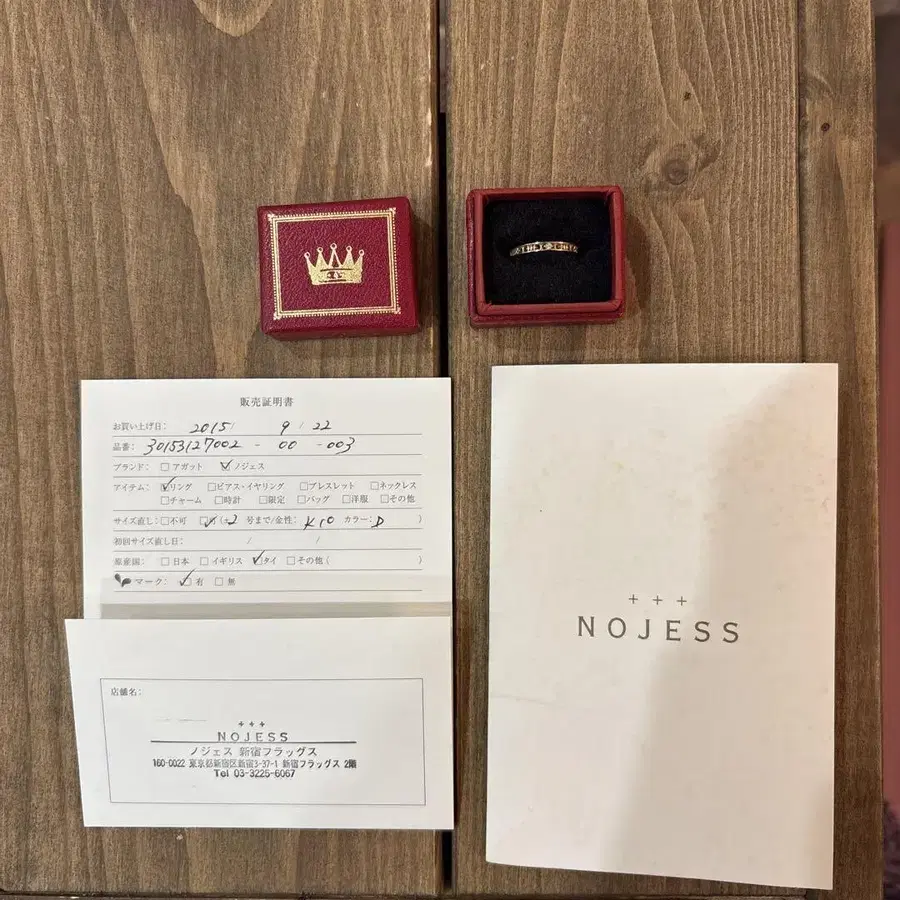 販売証明書
お買い上げ日: 2015 / 9 / 22
品番: 30153127002 - 00 - 003
ブランド: □アガット ☑ノジェス
アイテム: ☑リング □ピアス・イヤリング □ブレスレット □ネックレス
□チャーム □時計 □限定 □バッグ □洋服 □その他
サイズ直し: □不可 ☑可 (±2 号まで/金性: K10 カラー: D )
初回サイズ直し日: / /
原産国: □日本 □イギリス ☑タイ □その他( )
マーク: ☑有 □無
店舗名:
+++
NOJESS
ノジェス 新宿フラッグス
160-0022 東京都新宿区新宿3-37-1 新宿フラッグス 2階
Tel 03-3225-6067
+++
NOJESS